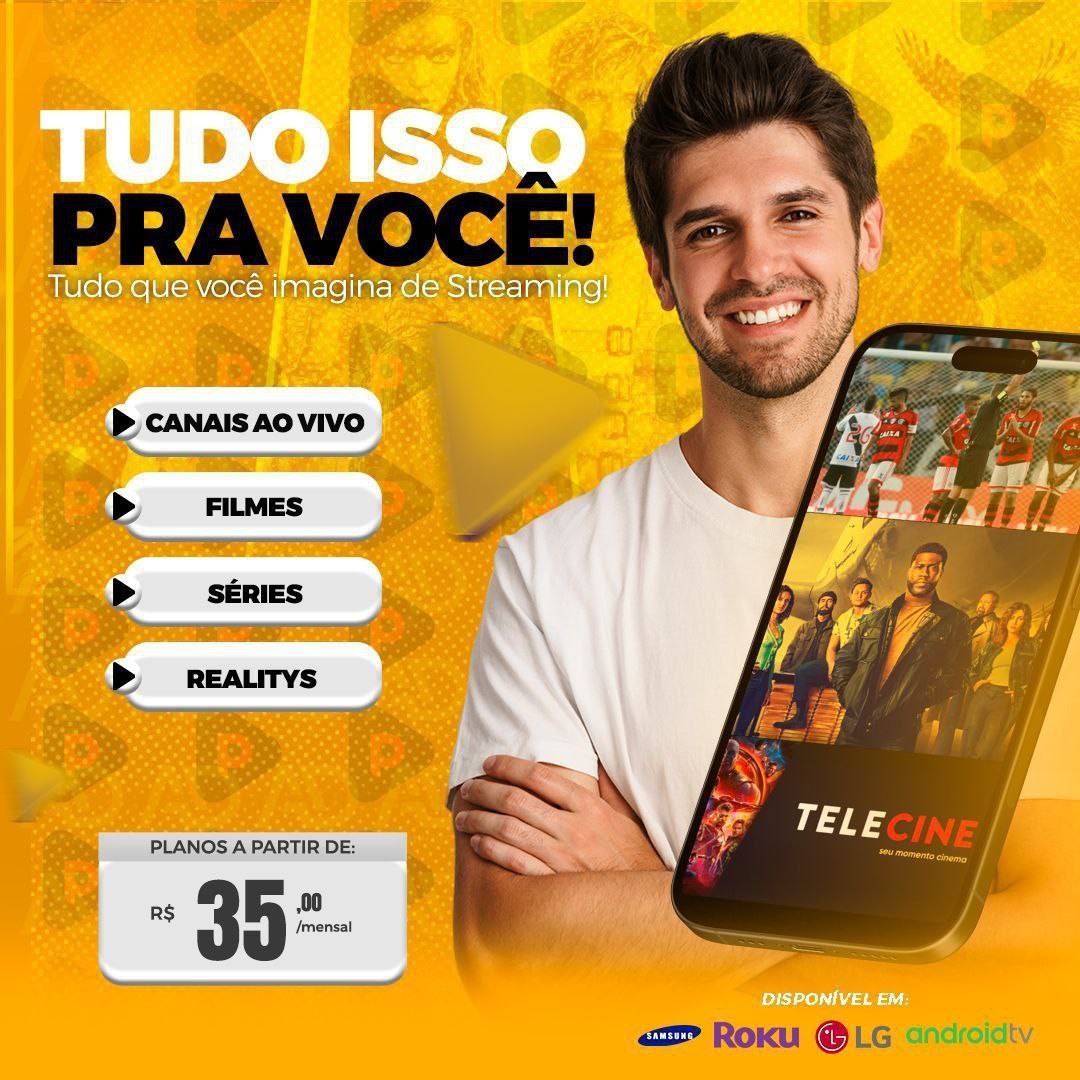 TUDO ISSO
PRA VOCÊ!
Tudo que você imagina de Streaming!
CANAIS AO VIVO
FILMES
SÉRIES
REALITYS
PLANOS A PARTIR DE:
R$ 35,00
/mensal
CAIXA
TELECINE
seu momento cinema
DISPONÍVEL EM:
SAMSUNG Roku LG androidtv